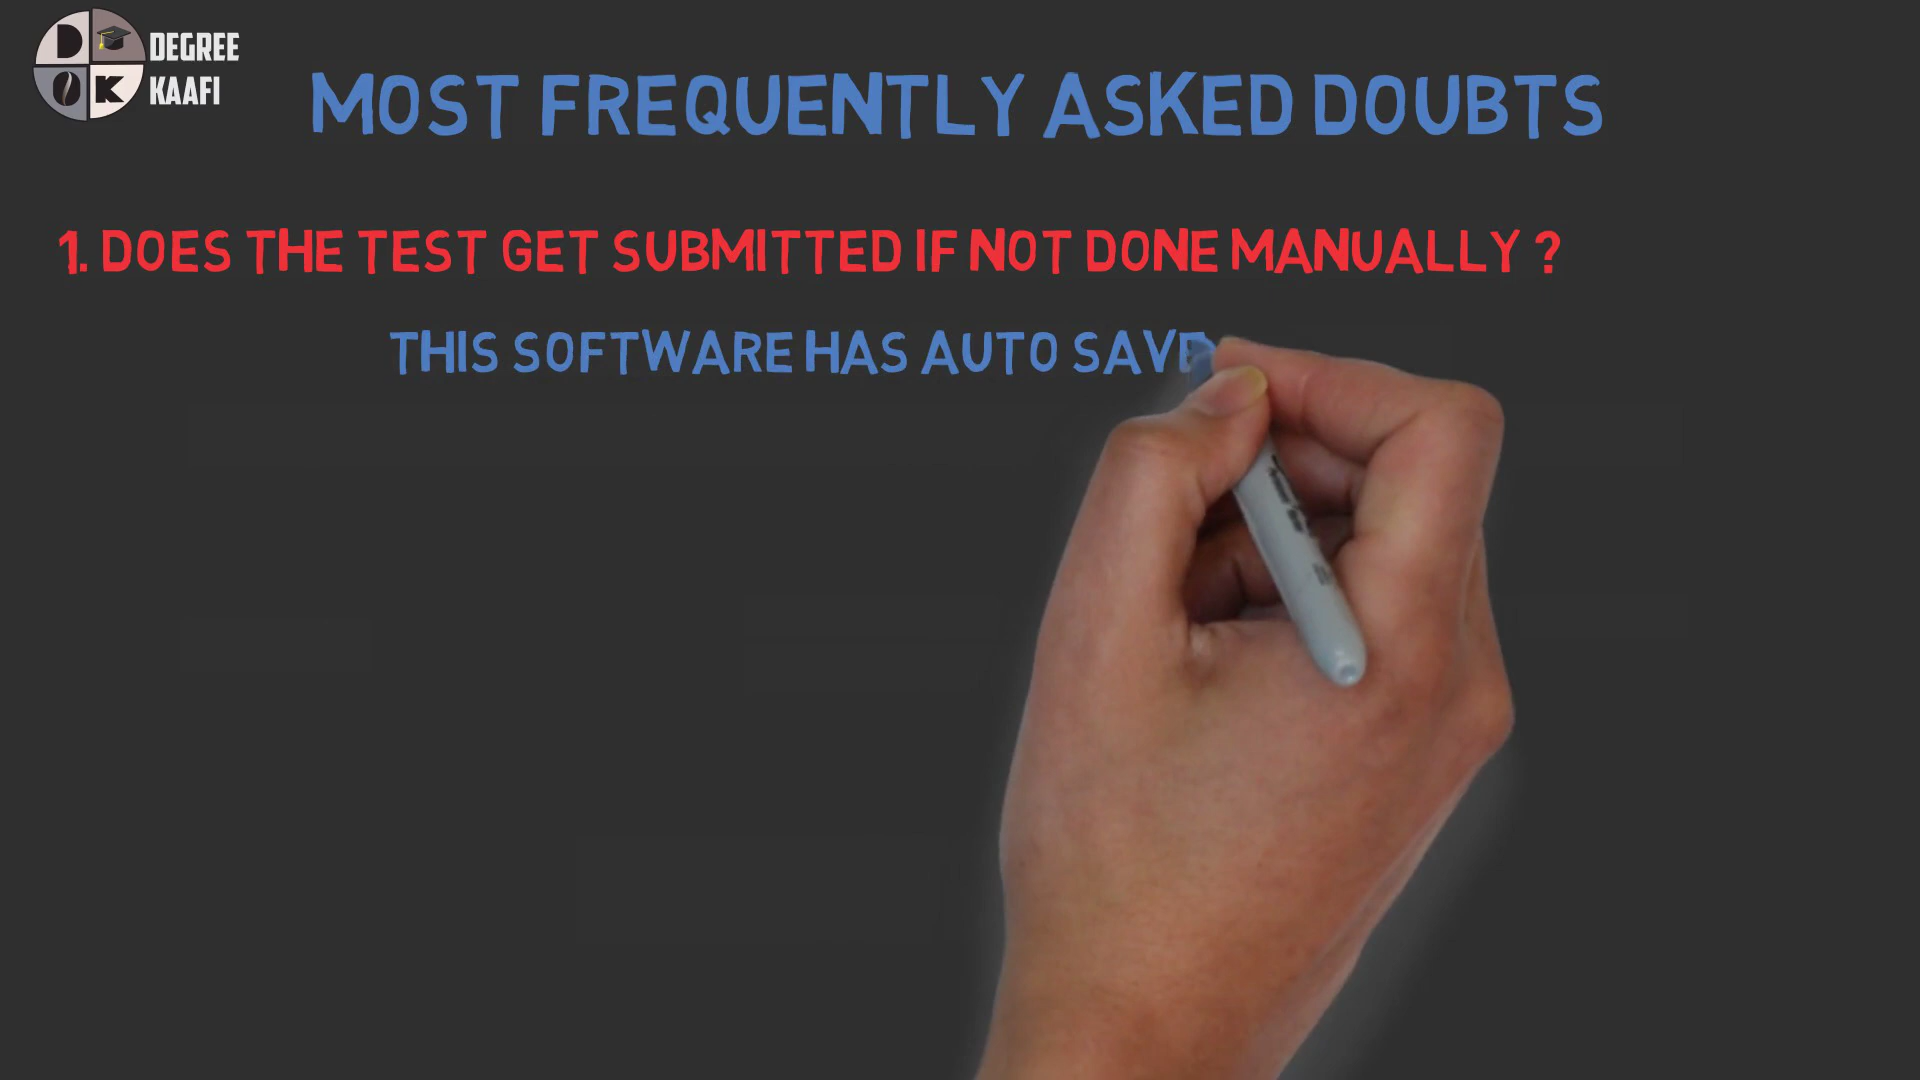 DEGREE
KAAFI
D
O K
MOST FREQUENTLY ASKED DOUBTS
1. DOES THE TEST GET SUBMITTED IF NOT DONE MANUALLY ?
THIS SOFTWARE HAS AUTO SAVE